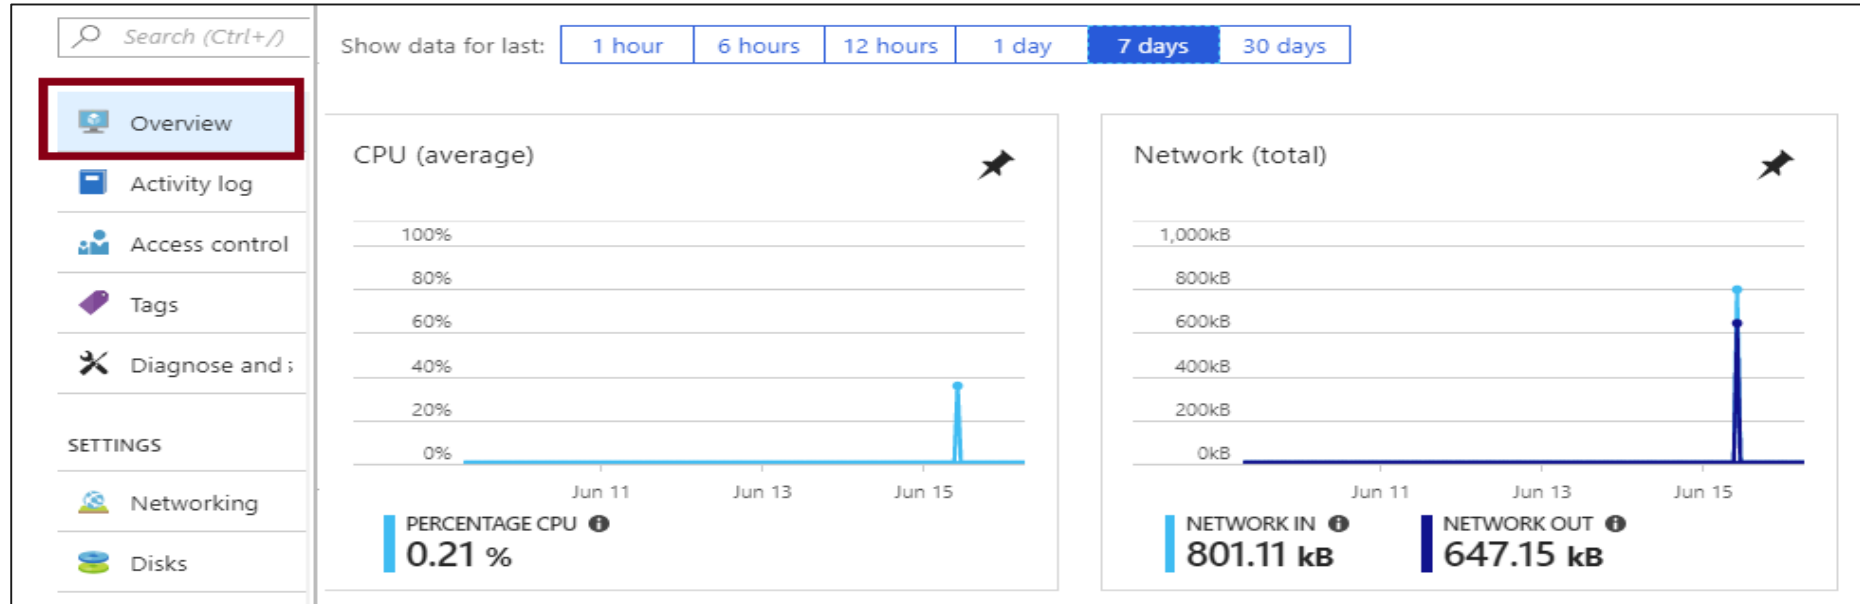 Search (Ctrl+/)
Overview
Activity log
Access control
Tags
Diagnose and
SETTINGS
Networking
Disks
Show data for last: 1 hour 6 hours 12 hours 1 day 7 days 30 days
CPU (average)
100%
80%
60%
40%
20%
0%
Jun 11 Jun 13 Jun 15
PERCENTAGE CPU
0.21 %
Network (total)
1,000kB
800kB
600kB
400kB
200kB
0kB
Jun 11 Jun 13 Jun 15
NETWORK IN NETWORK OUT
801.11 kB 647.15 kB